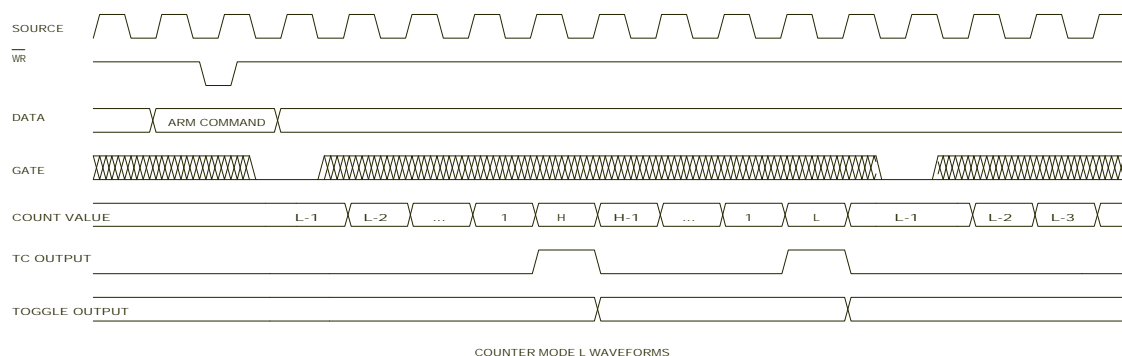 SOURCE
WR
DATA ARM COMMAND
GATE
COUNT VALUE L-1 L-2 ... 1 H H-1 ... 1 L L-1 L-2 L-3
TC OUTPUT
TOGGLE OUTPUT
COUNTER MODE L WAVEFORMS